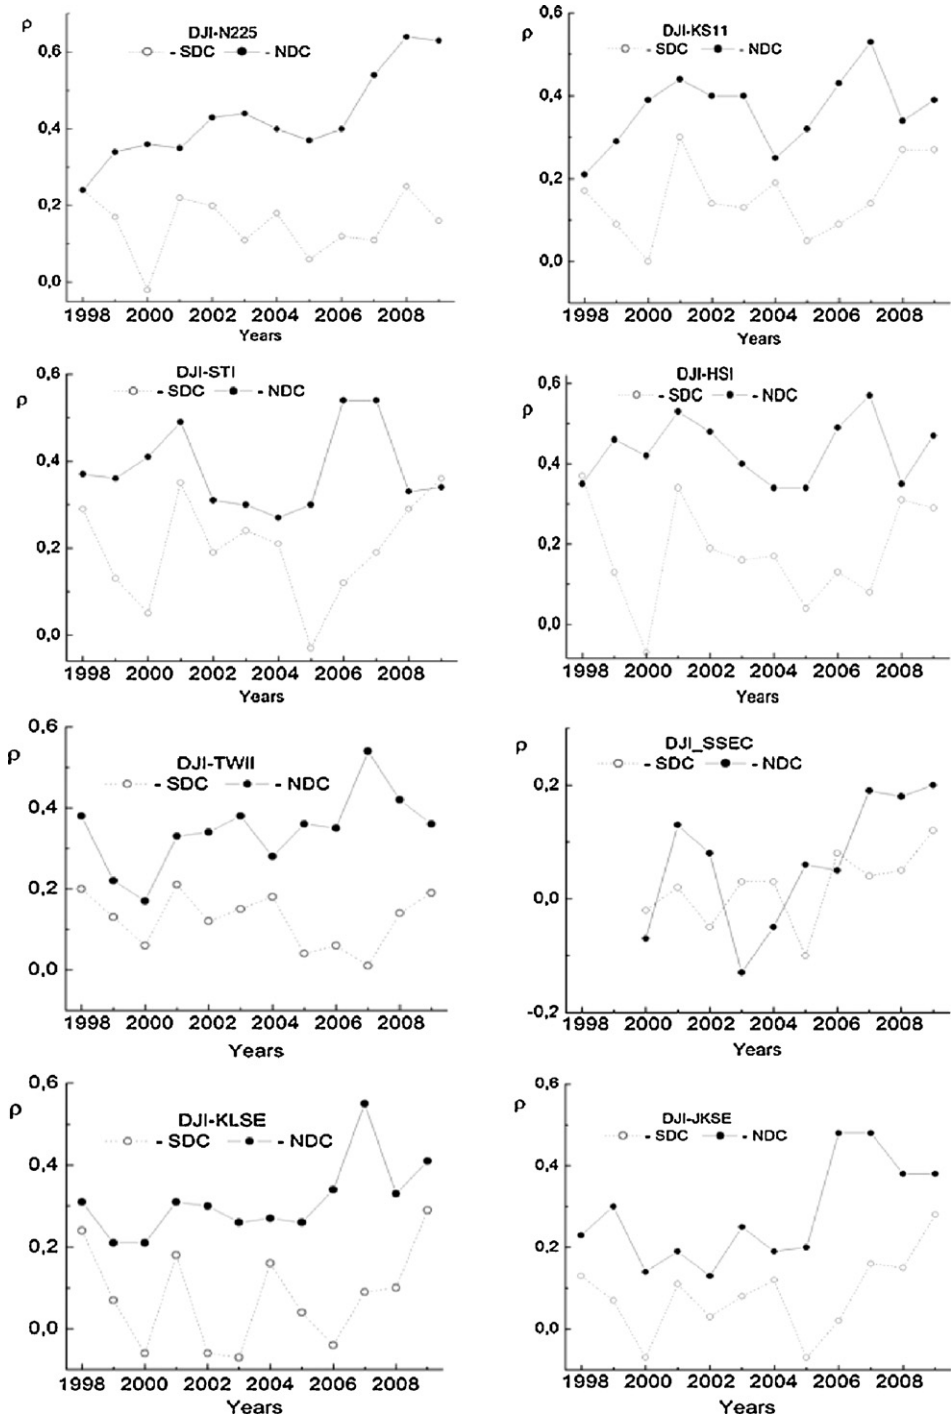 ρ
DJI-N225
- SDC - NDC
0,6
0,4
0,2
0,0
1998 2000 2002 2004 2006 2008
Years
ρ
DJI-KS11
- SDC - NDC
0,6
0,4
0,2
0,0
1998 2000 2002 2004 2006 2008
Years
ρ
DJI-STI
- SDC - NDC
0,6
0,4
0,2
0,0
1998 2000 2002 2004 2006 2008
Years
ρ
DJI-HSI
- SDC - NDC
0,6
0,4
0,2
0,0
1998 2000 2002 2004 2006 2008
Years
ρ
DJI-TWII
- SDC - NDC
0,6
0,4
0,2
0,0
1998 2000 2002 2004 2006 2008
Years
ρ
DJI_SSEC
- SDC - NDC
0,2
0,0
-0,2
1998 2000 2002 2004 2006 2008
Years
ρ
DJI-KLSE
- SDC - NDC
0,6
0,4
0,2
0,0
1998 2000 2002 2004 2006 2008
Years
ρ
DJI-JKSE
- SDC - NDC
0,6
0,4
0,2
0,0
1998 2000 2002 2004 2006 2008
Years